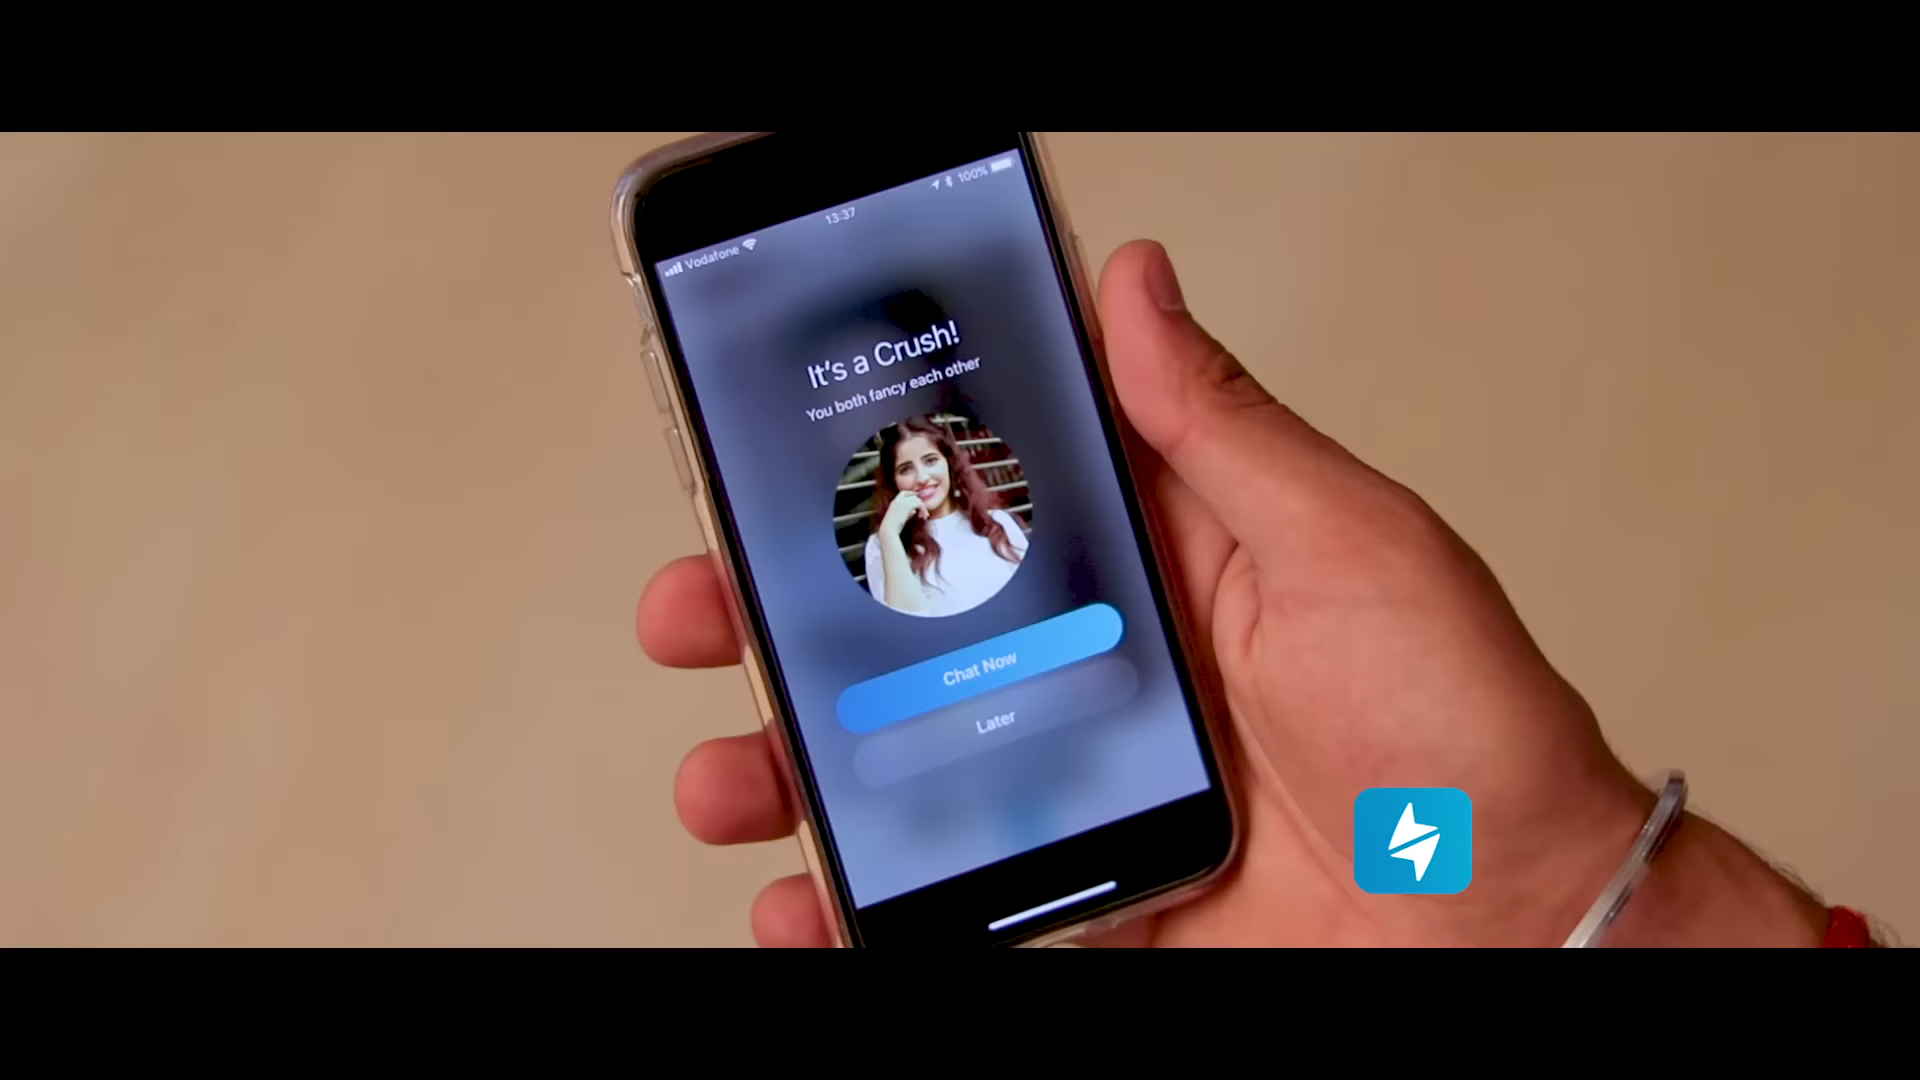 Vodafone 13:37 100%
It's a Crush!
You both fancy each other
Chat Now
Later